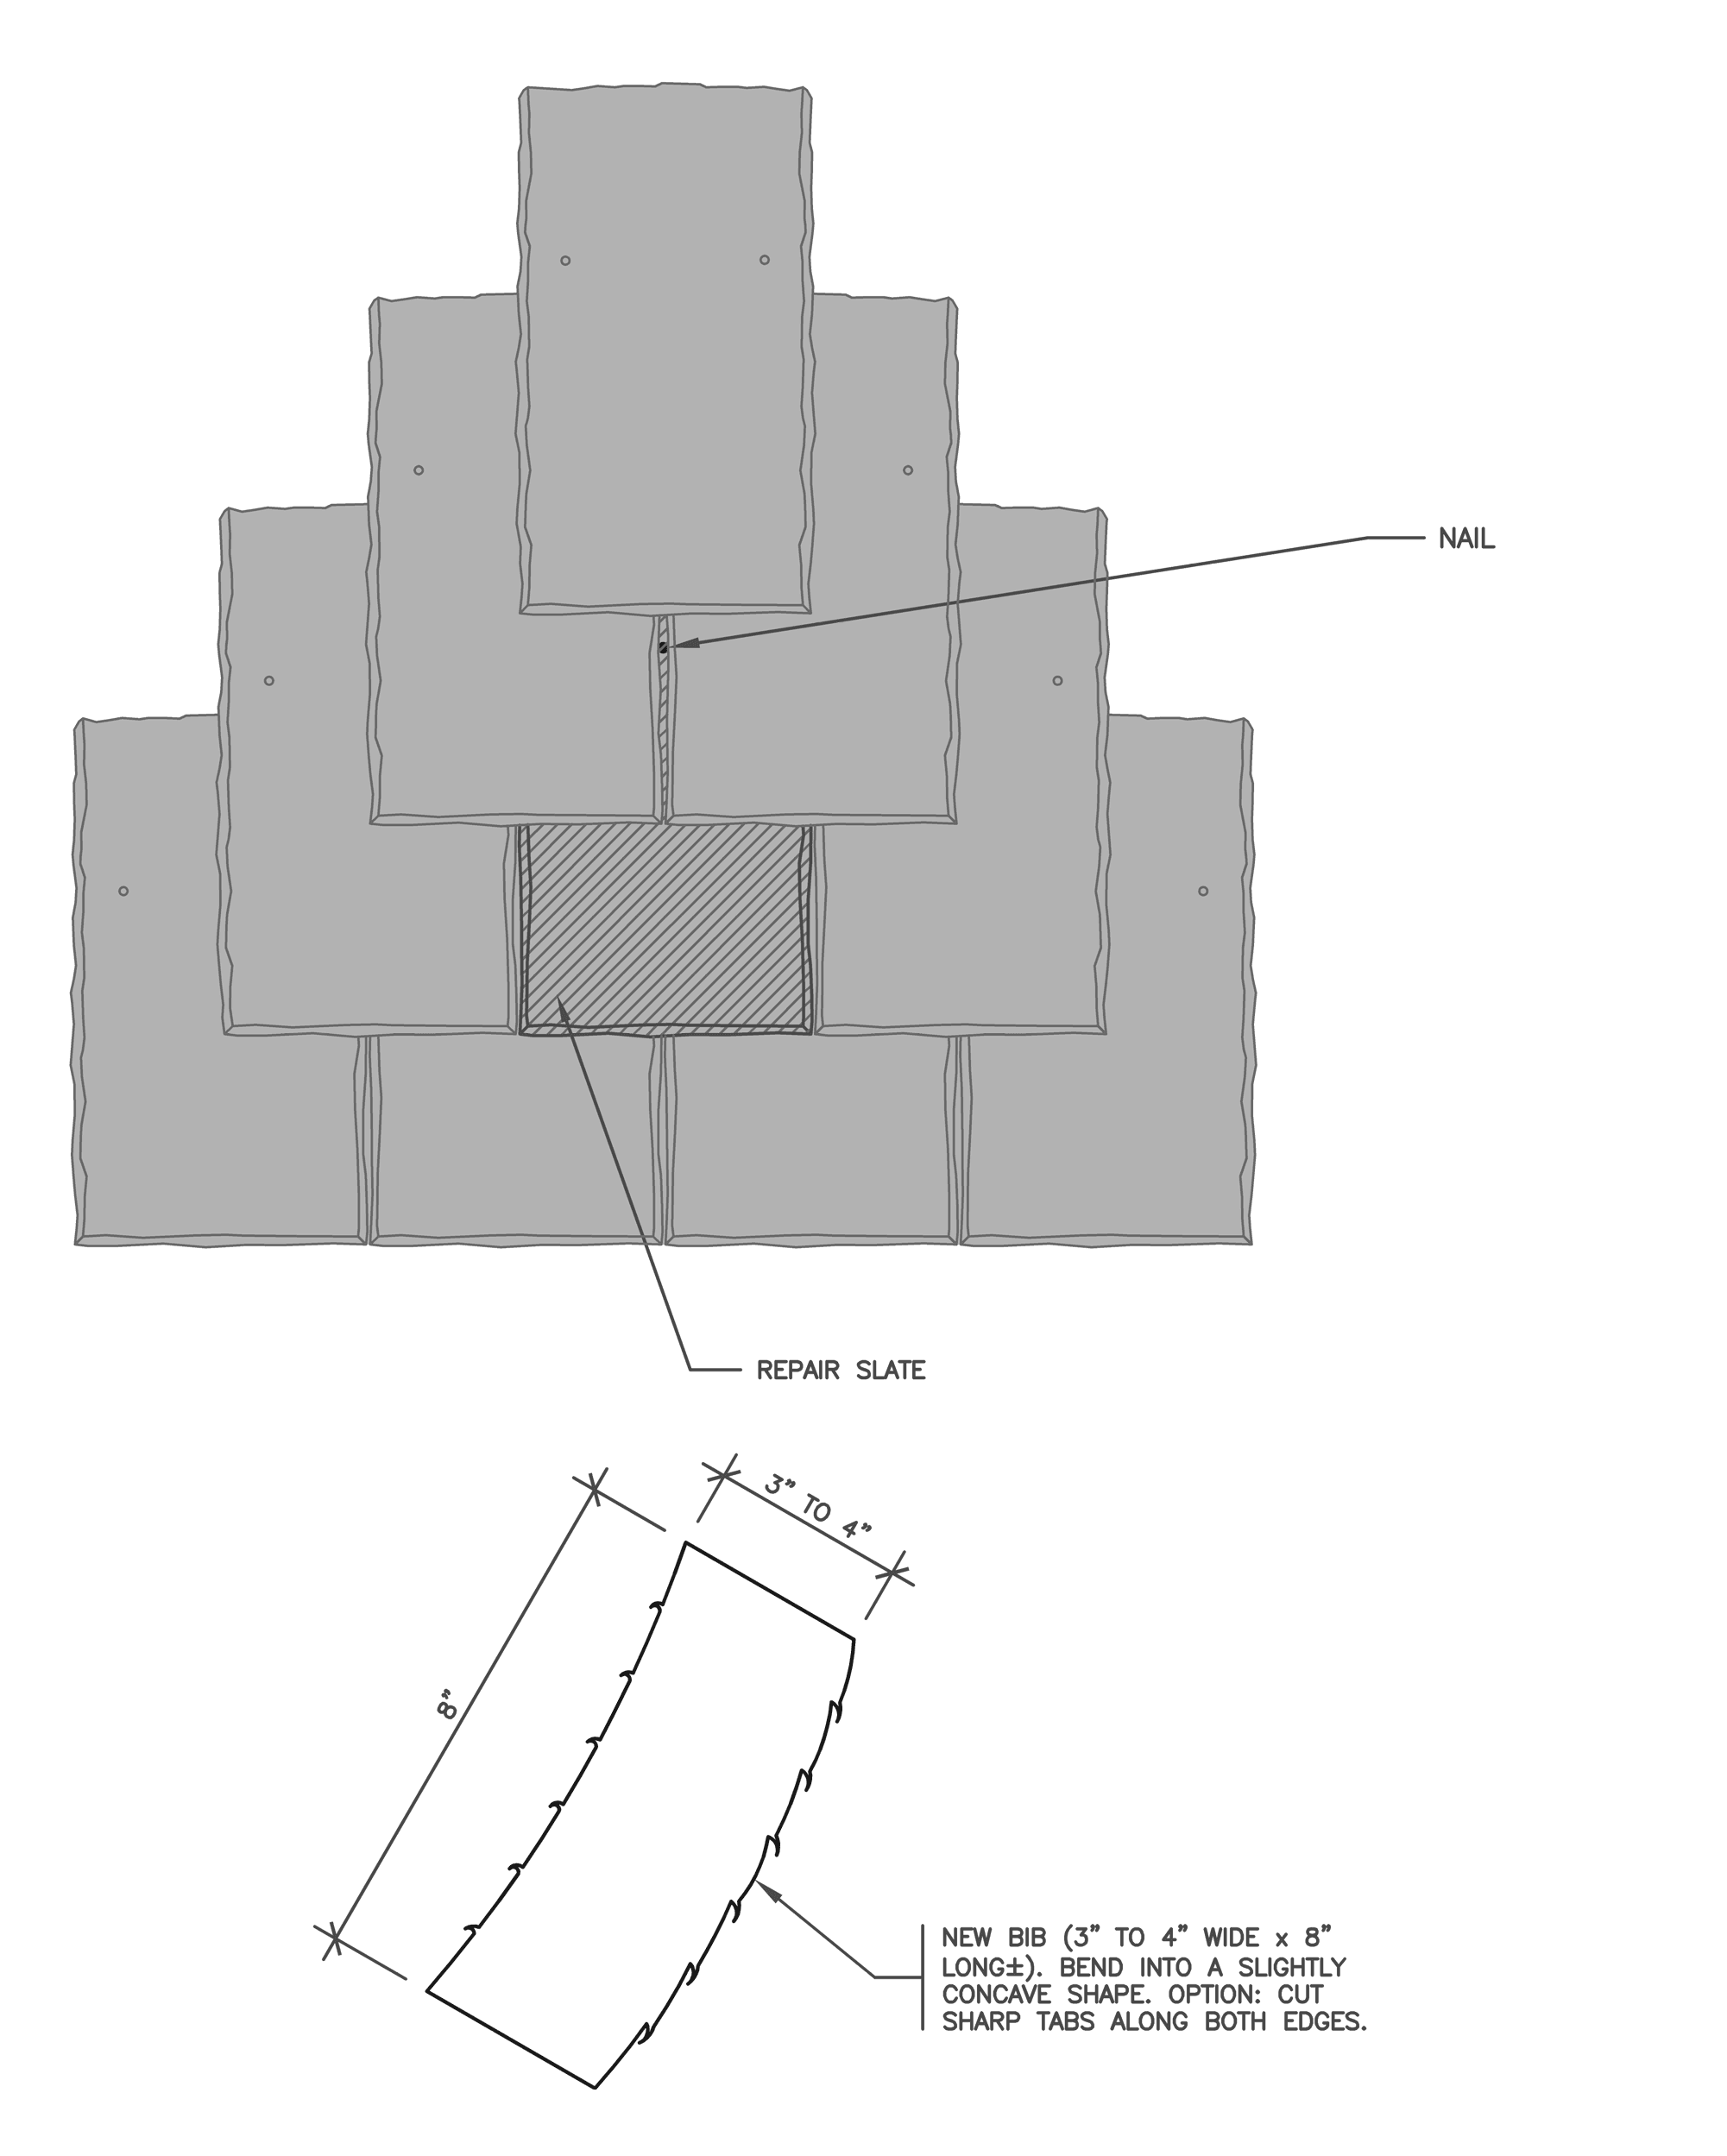 NAIL
REPAIR SLATE
3” TO 4”
8”
NEW BIB (3” TO 4” WIDE x 8”
LONG±). BEND INTO A SLIGHTLY
CONCAVE SHAPE. OPTION: CUT
SHARP TABS ALONG BOTH EDGES.